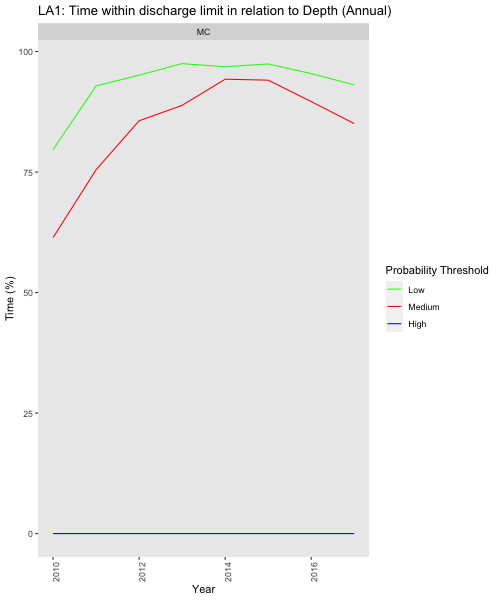 LA1: Time within discharge limit in relation to Depth (Annual)
MC
100
75
50
25
0
Time (%)
2010
2012
2014
2016
Year
Probability Threshold
Low
Medium
High